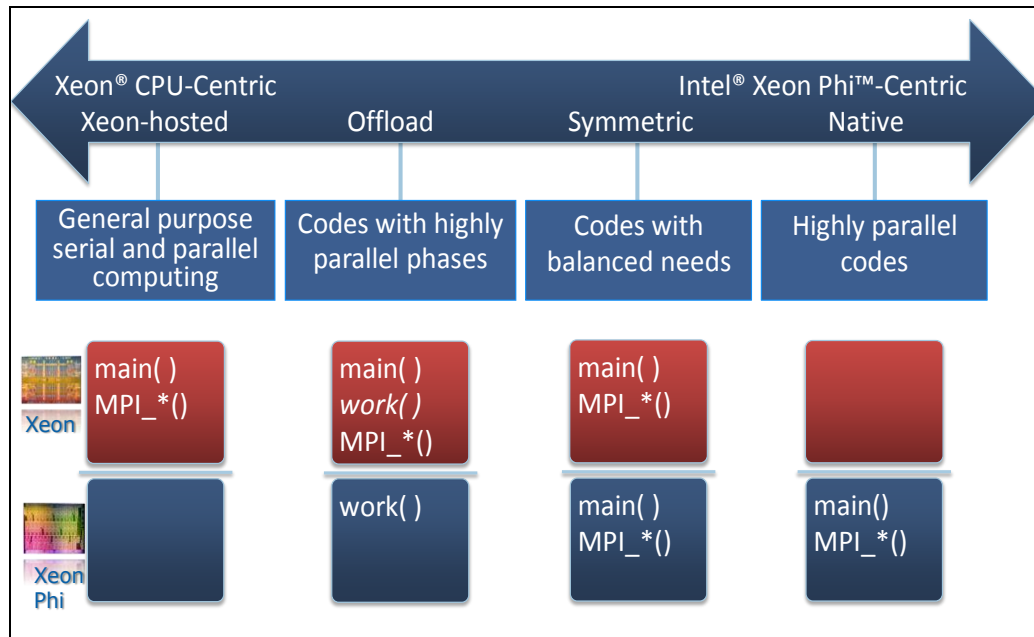 Xeon® CPU-Centric
Intel® Xeon Phi™-Centric
Xeon-hosted
Offload
Symmetric
Native
General purpose
serial and parallel
computing
Codes with highly
parallel phases
Codes with
balanced needs
Highly parallel
codes
Xeon
main( )
MPI_*()
main( )
work( )
MPI_*()
main( )
MPI_*()
Xeon
Phi
work( )
main( )
MPI_*()
main()
MPI_*()